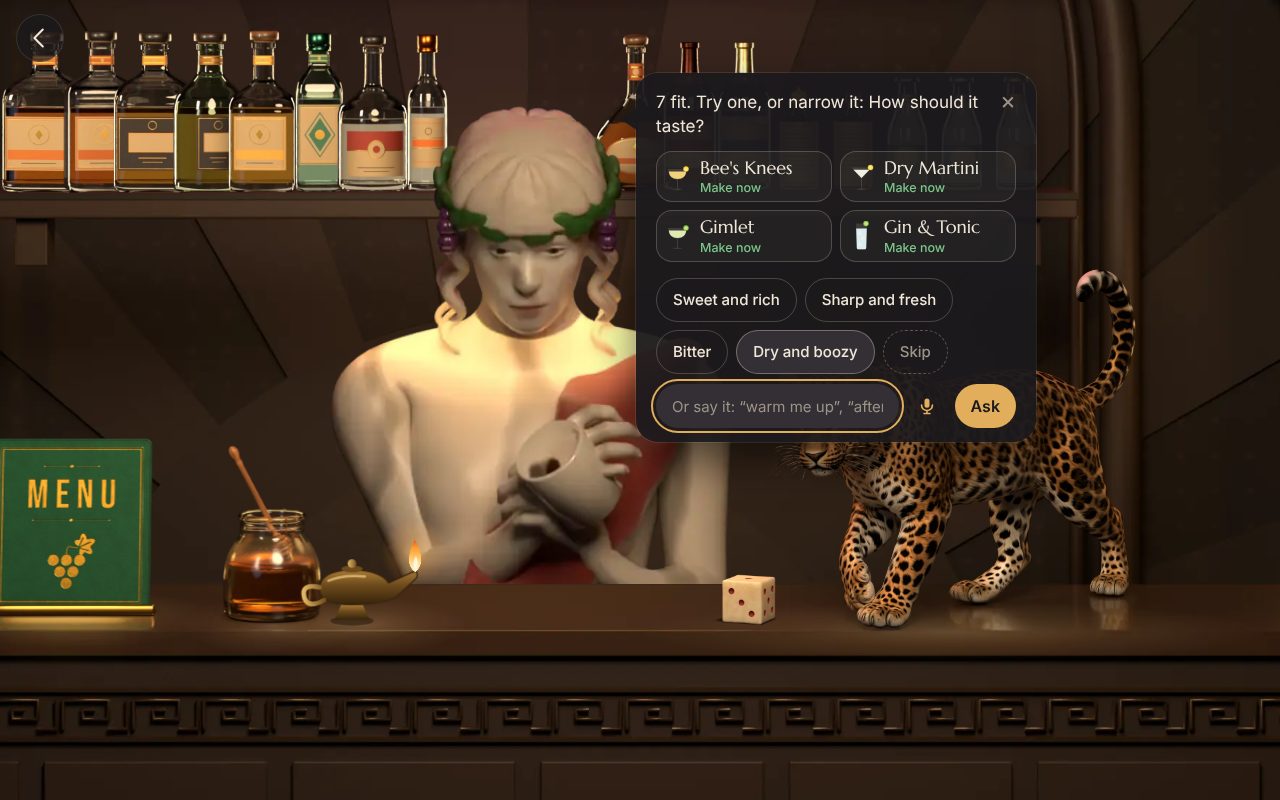 7 fit. Try one, or narrow it: How should it
taste?
Bee's Knees
Make now
Dry Martini
Make now
Gimlet
Make now
Gin & Tonic
Make now
Sweet and rich
Sharp and fresh
Bitter
Dry and boozy
Skip
Or say it: “warm me up”, “after
Ask
MENU